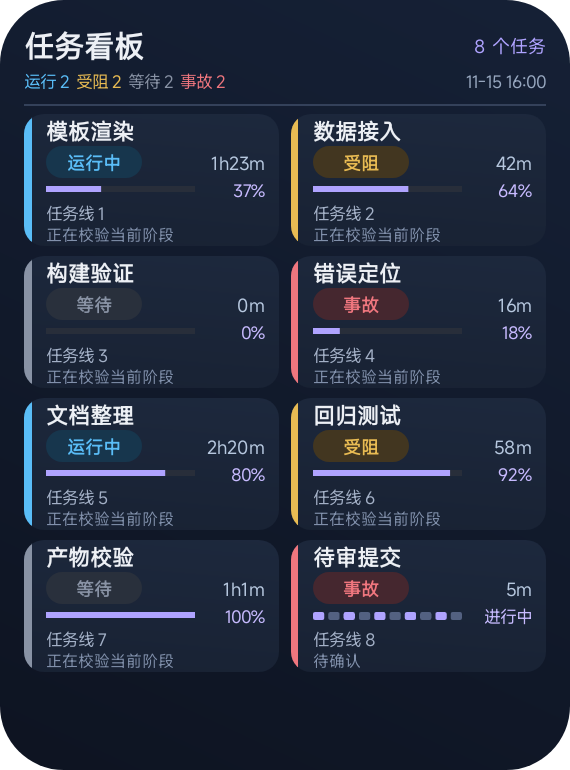 任务看板
8 个任务
运行 2 受阻 2 等待 2 事故 2
11-15 16:00
模板渲染
运行中
1h23m
37%
任务线 1
正在校验当前阶段
数据接入
受阻
42m
64%
任务线 2
正在校验当前阶段
构建验证
等待
0m
0%
任务线 3
正在校验当前阶段
错误定位
事故
16m
18%
任务线 4
正在校验当前阶段
文档整理
运行中
2h20m
80%
任务线 5
正在校验当前阶段
回归测试
受阻
58m
92%
任务线 6
正在校验当前阶段
产物校验
等待
1h1m
100%
任务线 7
正在校验当前阶段
待审提交
事故
5m
进行中
任务线 8
待确认